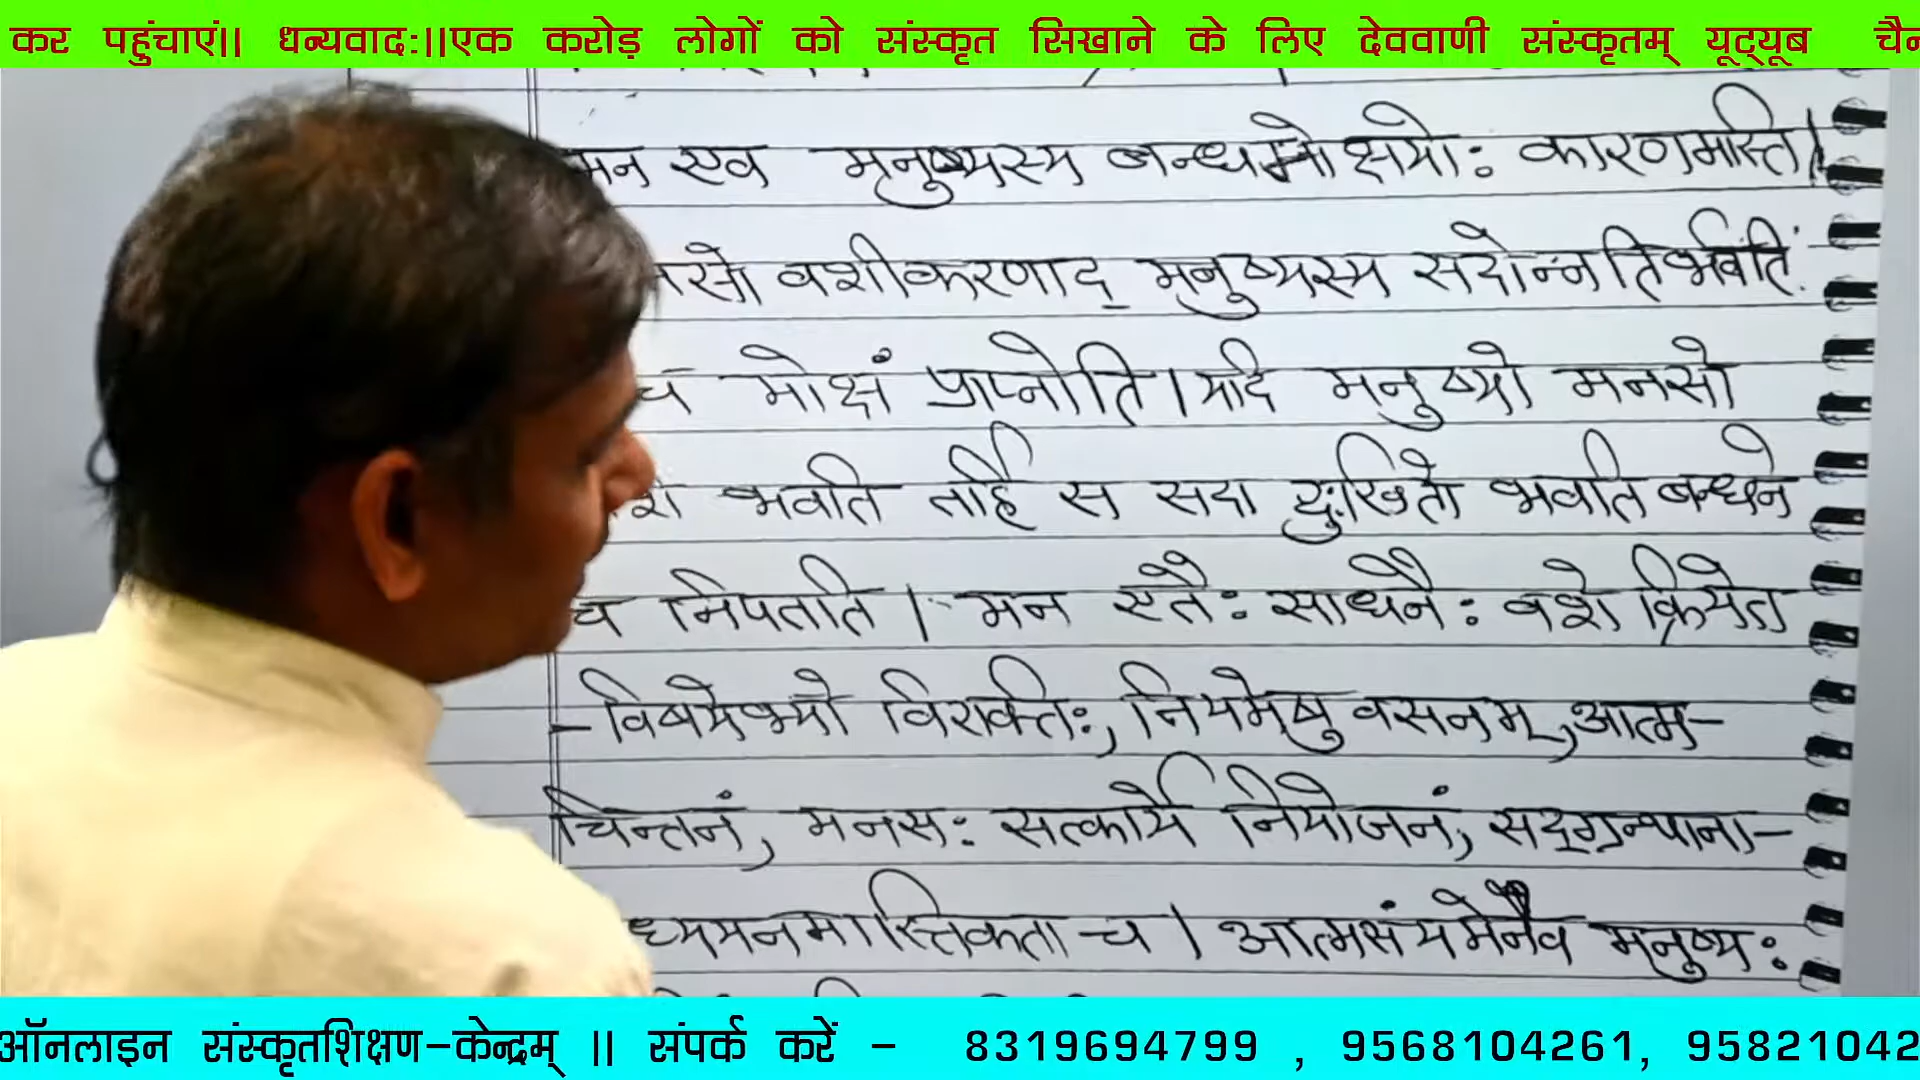 कर पहुंचाएं।। धन्यवादः।।एक करोड़ लोगों को संस्कृत सिखाने के लिए देववाणी संस्कृतम् यूट्यूब
मन एव मनुष्यस्य बन्धमोक्षयोः कारणमस्ति।
वशीकरणाद् मनुष्यस्य सदोन्नतिर्भवति
च मोक्षं प्राप्नोति। यदि मनुष्यो मनसो
भवति तर्हि स सदा दुःखितो भवति बन्धने
च निपतति। मन एतैः साधनैः वशे क्रियेत
-विषयेभ्यो विरक्तिः, नियमेषु वसनम्, आत्म-
चिन्तनं, मनसः सत्कार्ये नियोजनं, सद्ग्रन्थाना-
ध्ययनमास्तिकता च। आत्मसंयमेनैव मनुष्यः
ऑनलाइन संस्कृतशिक्षण-केन्द्रम् || संपर्क करें - 8319694799 , 9568104261, 95821042